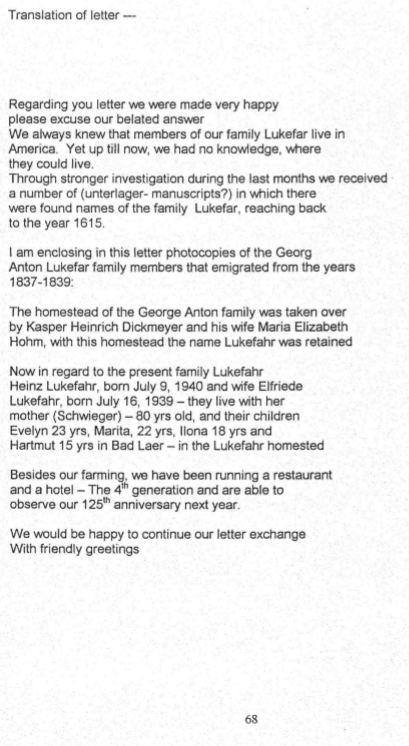 Translation of letter —
Regarding you letter we were made very happy
please excuse our belated answer
We always knew that members of our family Lukefar live in
America. Yet up till now, we had no knowledge, where
they could live.
Through stronger investigation during the last months we received
a number of (unterlager- manuscripts?) in which there
were found names of the family Lukefar, reaching back
to the year 1615.
I am enclosing in this letter photocopies of the Georg
Anton Lukefar family members that emigrated from the years
1837-1839:
The homestead of the George Anton family was taken over
by Kasper Heinrich Dickmeyer and his wife Maria Elizabeth
Hohm, with this homestead the name Lukefahr was retained
Now in regard to the present family Lukefahr
Heinz Lukefahr, born July 9, 1940 and wife Elfriede
Lukefahr, born July 16, 1939 – they live with her
mother (Schwieger) – 80 yrs old, and their children
Evelyn 23 yrs, Marita, 22 yrs, Ilona 18 yrs and
Hartmut 15 yrs in Bad Laer – in the Lukefahr homested
Besides our farming, we have been running a restaurant
and a hotel – The 4th generation and are able to
observe our 125th anniversary next year.
We would be happy to continue our letter exchange
With friendly greetings
68